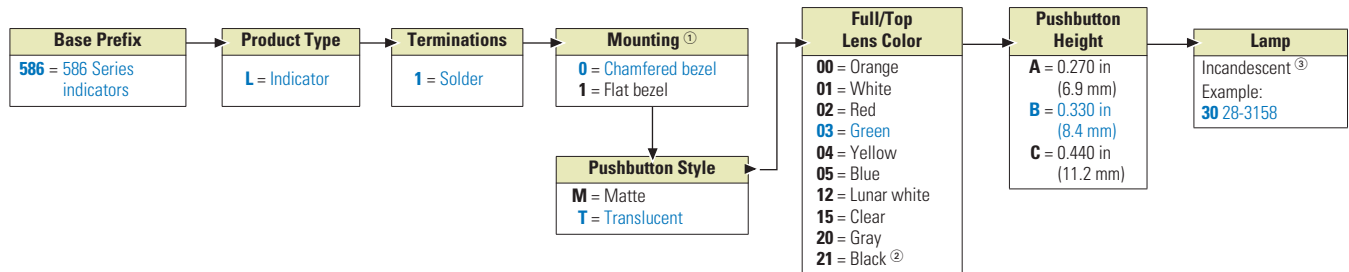 Base Prefix
586 = 586 Series
indicators
Product Type
L = Indicator
Terminations
1 = Solder
Mounting ①
0 = Chamfered bezel
1 = Flat bezel
Pushbutton Style
M = Matte
T = Translucent
Full/Top
Lens Color
00 = Orange
01 = White
02 = Red
03 = Green
04 = Yellow
05 = Blue
12 = Lunar white
15 = Clear
20 = Gray
21 = Black ②
Pushbutton
Height
A = 0.270 in
(6.9 mm)
B = 0.330 in
(8.4 mm)
C = 0.440 in
(11.2 mm)
Lamp
Incandescent ③
Example:
30 28-3158